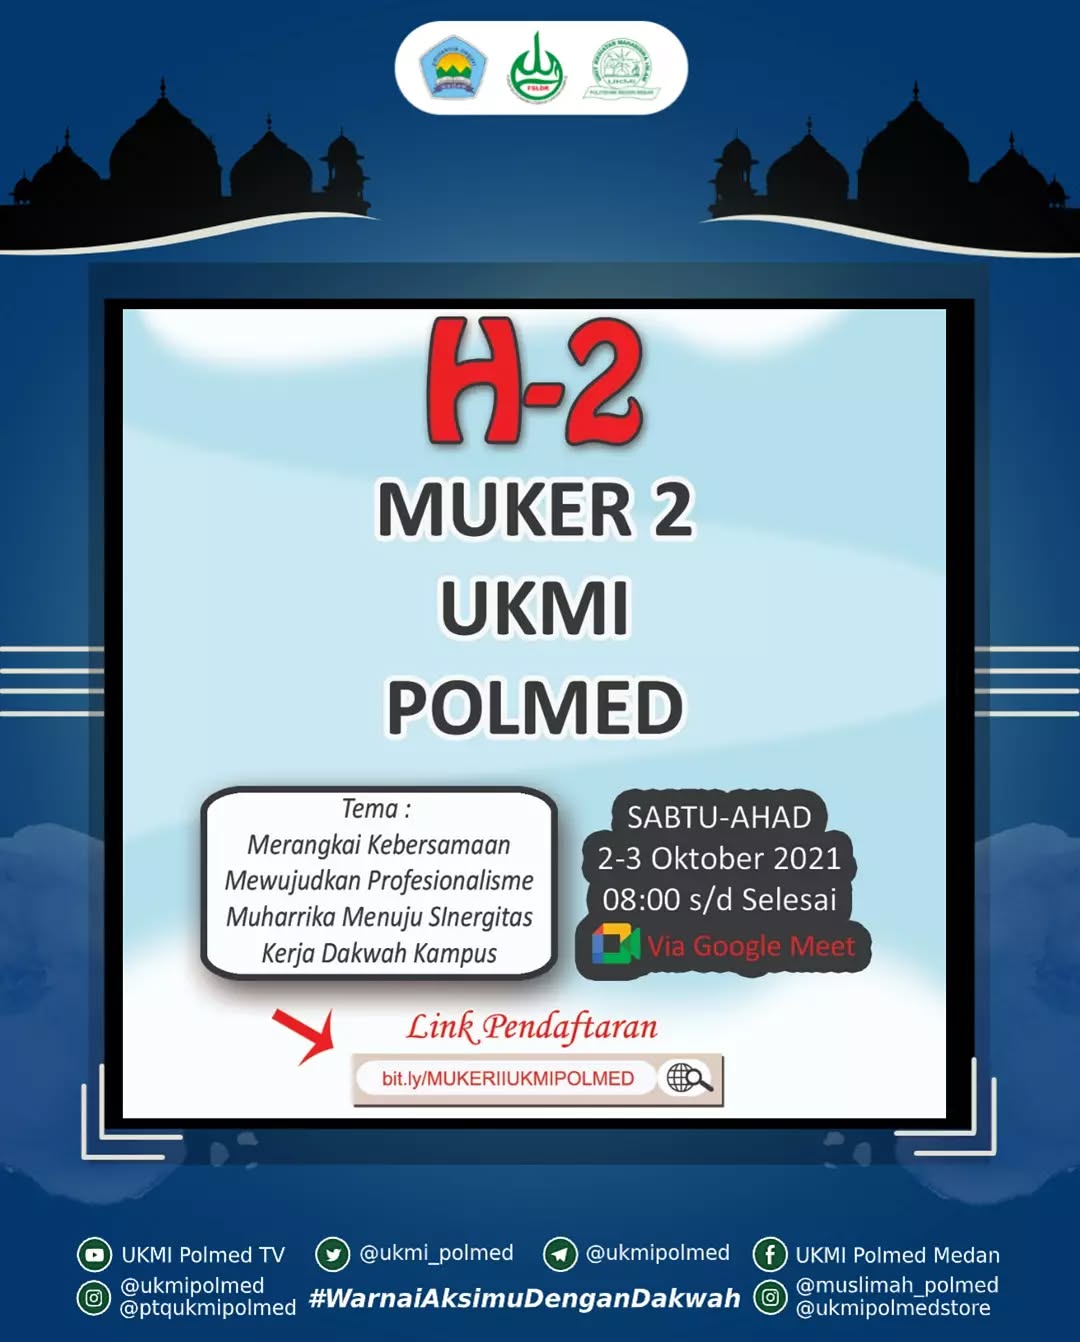 FSLDK
UKMI
H-2
MUKER 2
UKMI
POLMED
Tema :
Merangkai Kebersamaan
Mewujudkan Profesionalisme
Muharrika Menuju SInergitas
Kerja Dakwah Kampus
SABTU-AHAD
2-3 Oktober 2021
08:00 s/d Selesai
Via Google Meet
Link Pendaftaran
bit.ly/MUKERIIUKMIPOLMED
UKMI Polmed TV
@ukmi_polmed
@ukmipolmed
UKMI Polmed Medan
@ukmipolmed
@ptqukmipolmed
#WarnaiAksimuDenganDakwah
@muslimah_polmed
@ukmipolmedstore